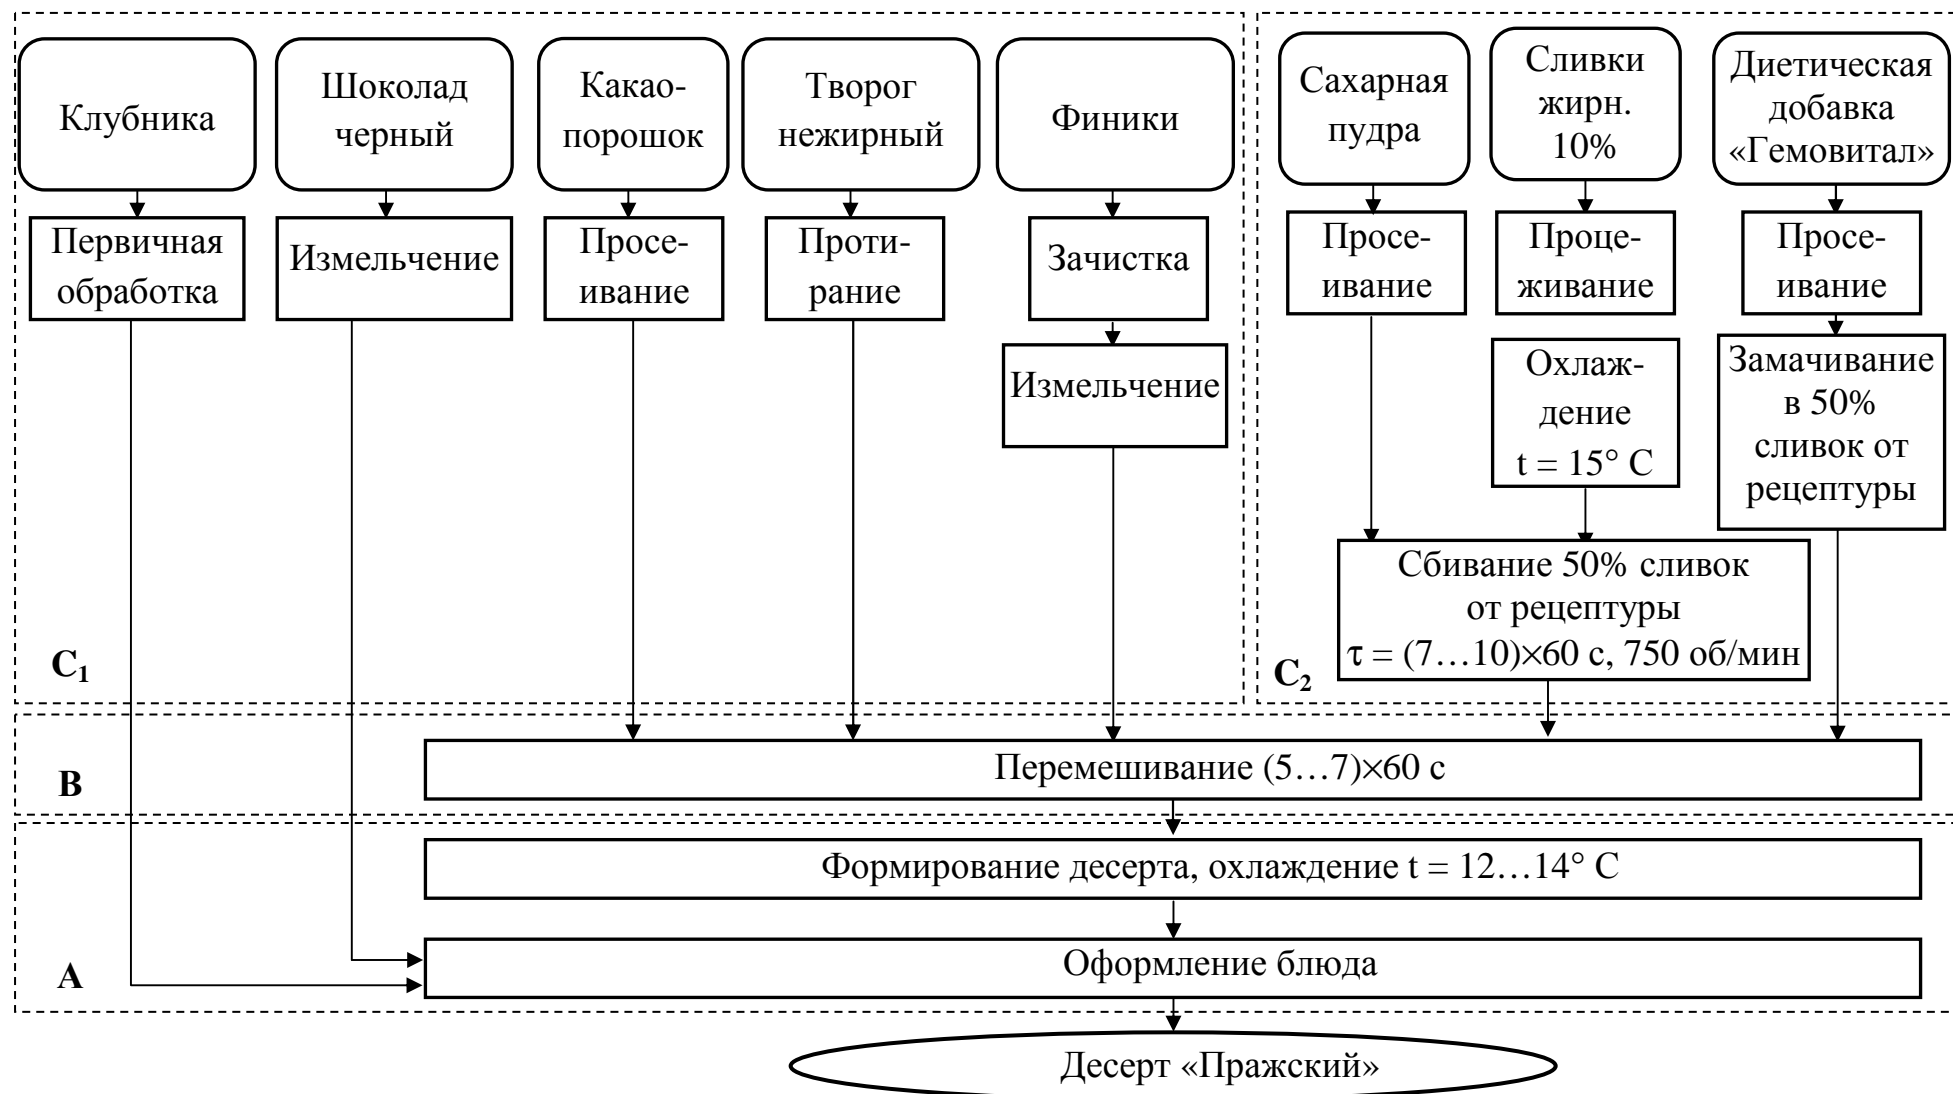 Клубника
Шоколад
черный
Какао-
порошок
Творог
нежирный
Финики
Сахарная
пудра
Сливки
жирн.
10%
Диетическая
добавка
«Гемовитал»
Первичная
обработка
Измельчение
Просе-
ивание
Проти-
рание
Зачистка
Измельчение
Просе-
ивание
Проце-
живание
Просе-
ивание
Охлаж-
дение
t = 15° С
Замачивание
в 50%
сливок от
рецептуры
Сбивание 50% сливок
от рецептуры
τ = (7…10)×60 с, 750 об/мин
С₁
С₂
В
Перемешивание (5…7)×60 с
Формирование десерта, охлаждение t = 12…14° С
А
Оформление блюда
Десерт «Пражский»